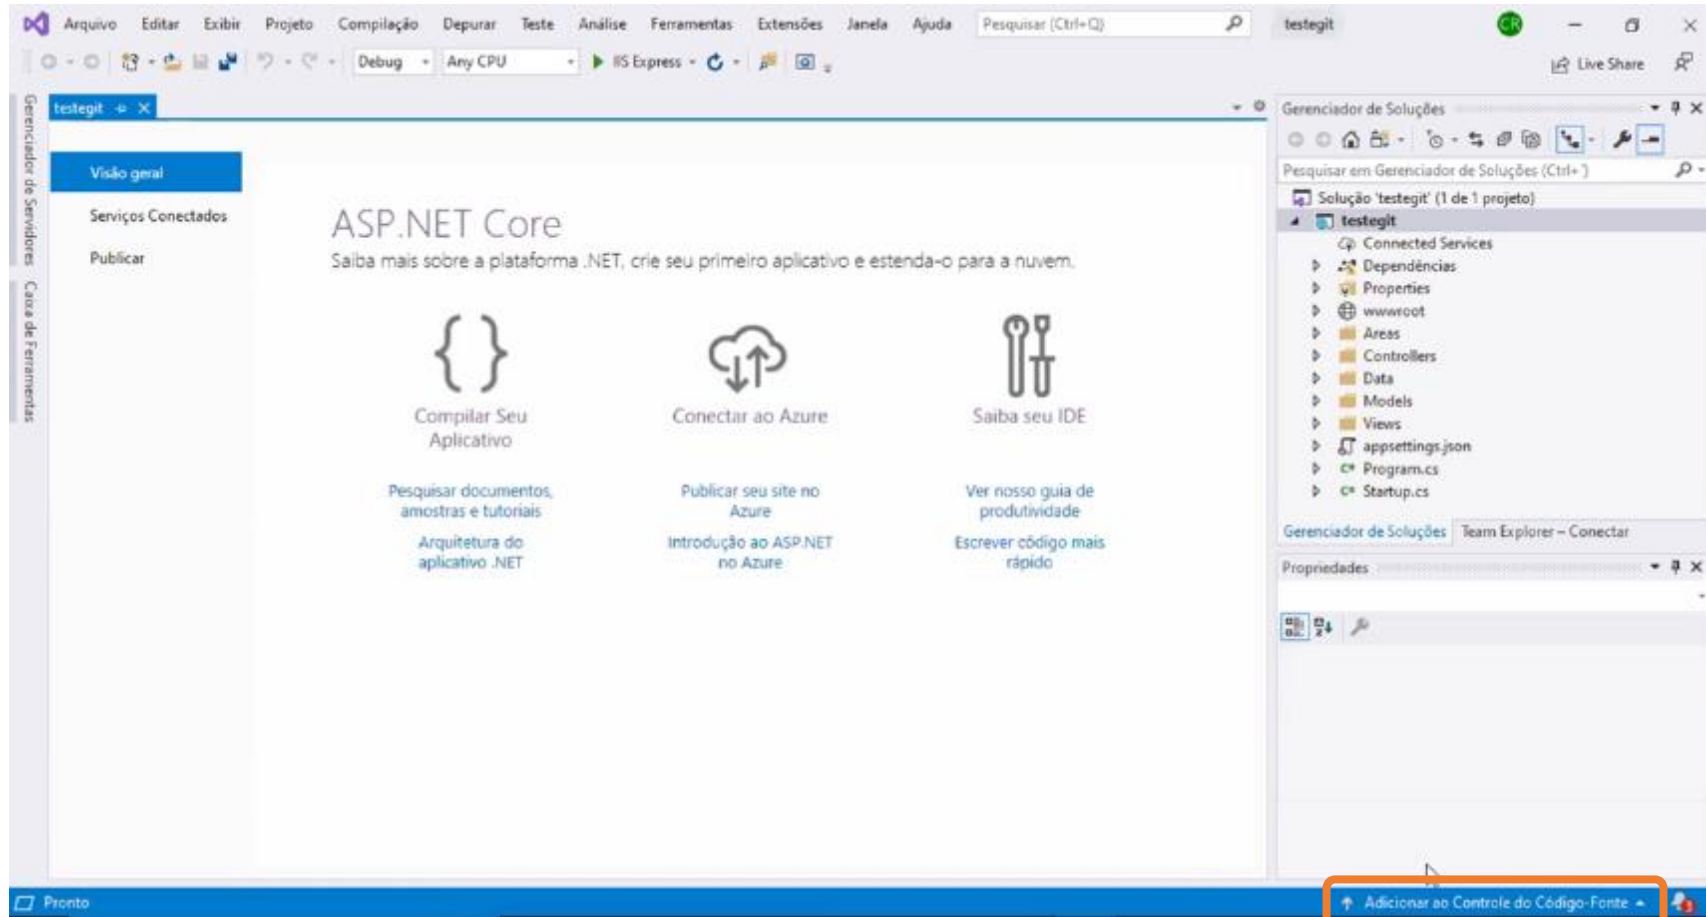 Arquivo Editar Exibir Projeto Compilação Depurar Teste Análise Ferramentas Extensões Janela Ajuda Pesquisar (Ctrl+Q) testegit CR
Debug Any CPU IIS Express Live Share
Gerenciador de Servidores
Caixa de Ferramentas
testegit
Visão geral
Serviços Conectados
Publicar
ASP.NET Core
Saiba mais sobre a plataforma .NET, crie seu primeiro aplicativo e estenda-o para a nuvem.
Compilar Seu
Aplicativo
Pesquisar documentos,
amostras e tutoriais
Arquitetura do
aplicativo .NET
Conectar ao Azure
Publicar seu site no
Azure
Introdução ao ASP.NET
no Azure
Saiba seu IDE
Ver nosso guia de
produtividade
Escrever código mais
rápido
Gerenciador de Soluções
Pesquisar em Gerenciador de Soluções (Ctrl+ )
Solução 'testegit' (1 de 1 projeto)
testegit
Connected Services
Dependências
Properties
wwwroot
Areas
Controllers
Data
Models
Views
appsettings.json
C# Program.cs
C# Startup.cs
Gerenciador de Soluções Team Explorer – Conectar
Propriedades
Pronto
Adicionar ao Controle do Código-Fonte